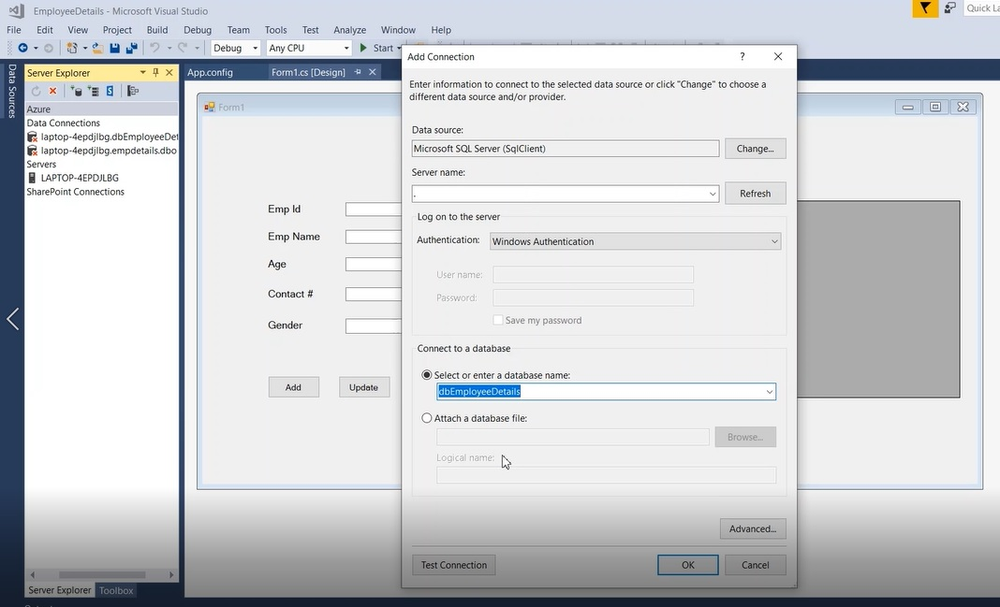 EmployeeDetails - Microsoft Visual Studio
Quick La
File Edit View Project Build Debug Team Tools Test Analyze Window Help
Debug Any CPU Start
Data Sources
Server Explorer
App.config Form1.cs [Design]
Azure
Data Connections
laptop-4epdjlbg.dbEmployeeDet
laptop-4epdjlbg.empdetails.dbo
Servers
LAPTOP-4EPDJLBG
SharePoint Connections
Server Explorer Toolbox
Form1
Emp Id
Emp Name
Age
Contact #
Gender
Add Update
Add Connection
?
Enter information to connect to the selected data source or click "Change" to choose a
different data source and/or provider.
Data source:
Microsoft SQL Server (SqlClient)
Change...
Server name:
.
Refresh
Log on to the server
Authentication: Windows Authentication
User name:
Password:
Save my password
Connect to a database
Select or enter a database name:
dbEmployeeDetails
Attach a database file:
Browse...
Logical name:
Advanced...
Test Connection OK Cancel